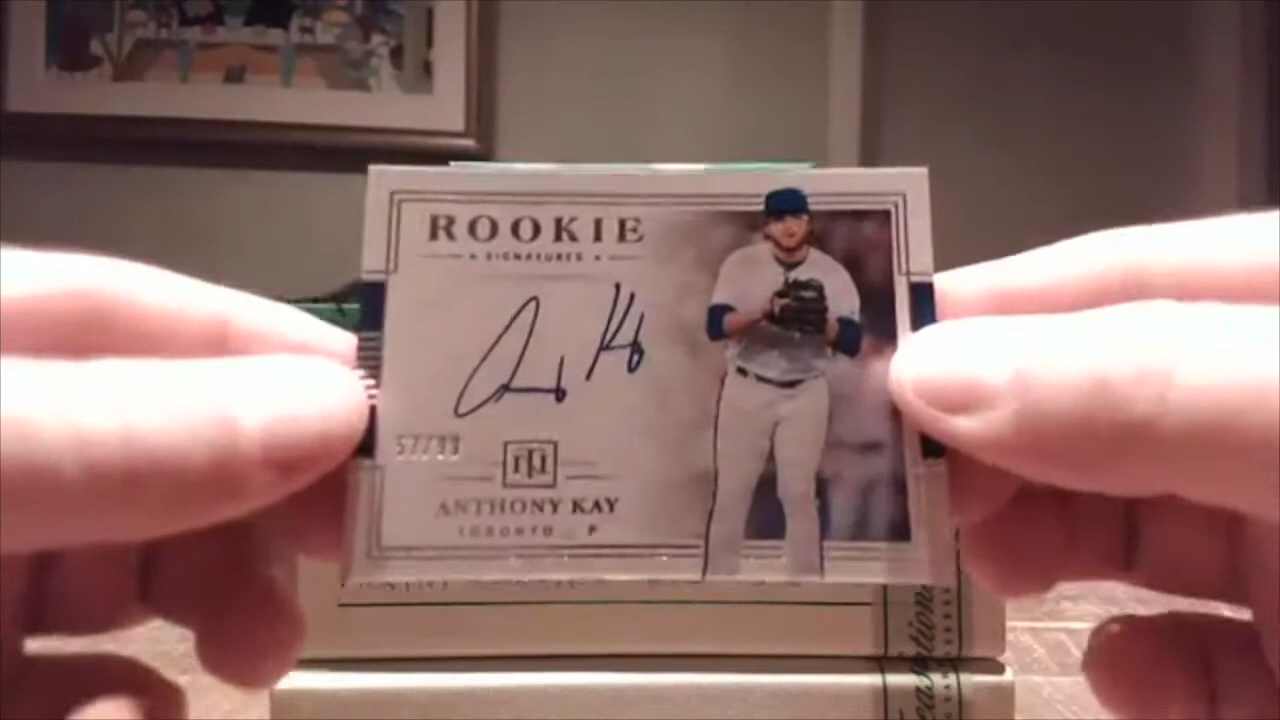 ROOKIE
SIGNATURES
57/99
ANTHONY KAY
TORONTO P